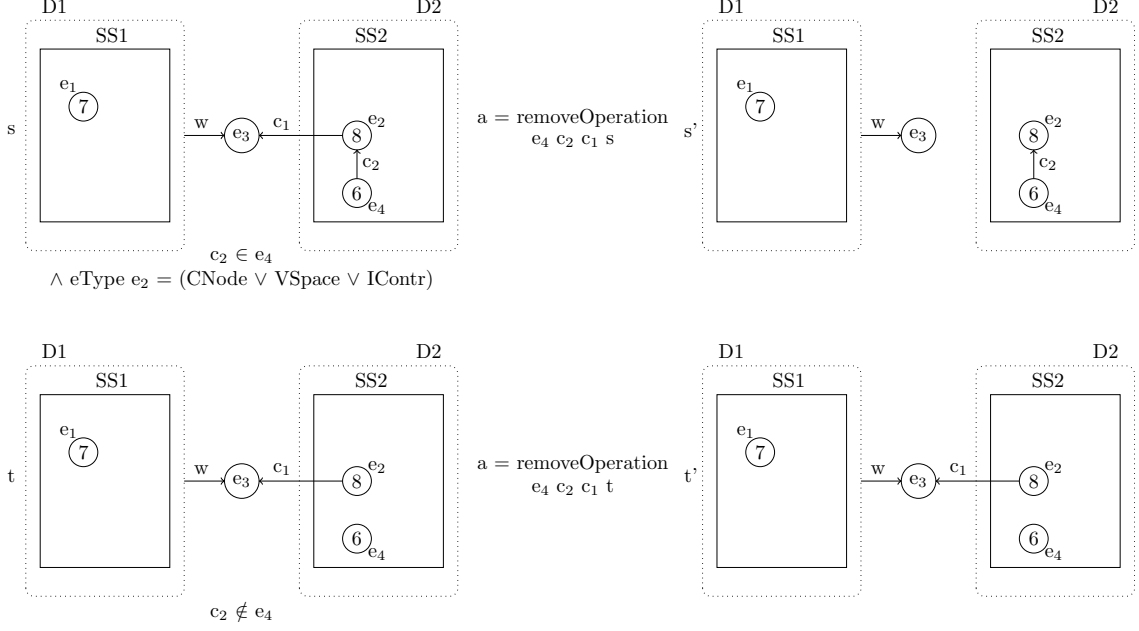 D1 D2 D1 D2
SS1 SS2 SS1 SS2
e₁ e₁
7 7
s w e₃ c₁ 8 e₂ a = removeOperation s’ w e₃ 8 e₂
e₄ c₂ c₁ s
c₂ c₂
6 e₄ 6 e₄
c₂ ∈ e₄
∧ eType e₂ = (CNode ∨ VSpace ∨ IContr)
D1 D2 D1 D2
SS1 SS2 SS1 SS2
e₁ e₁
7 7
t w e₃ c₁ 8 e₂ a = removeOperation t’ w e₃ c₁ 8 e₂
e₄ c₂ c₁ t
6 e₄ 6 e₄
c₂ ∉ e₄